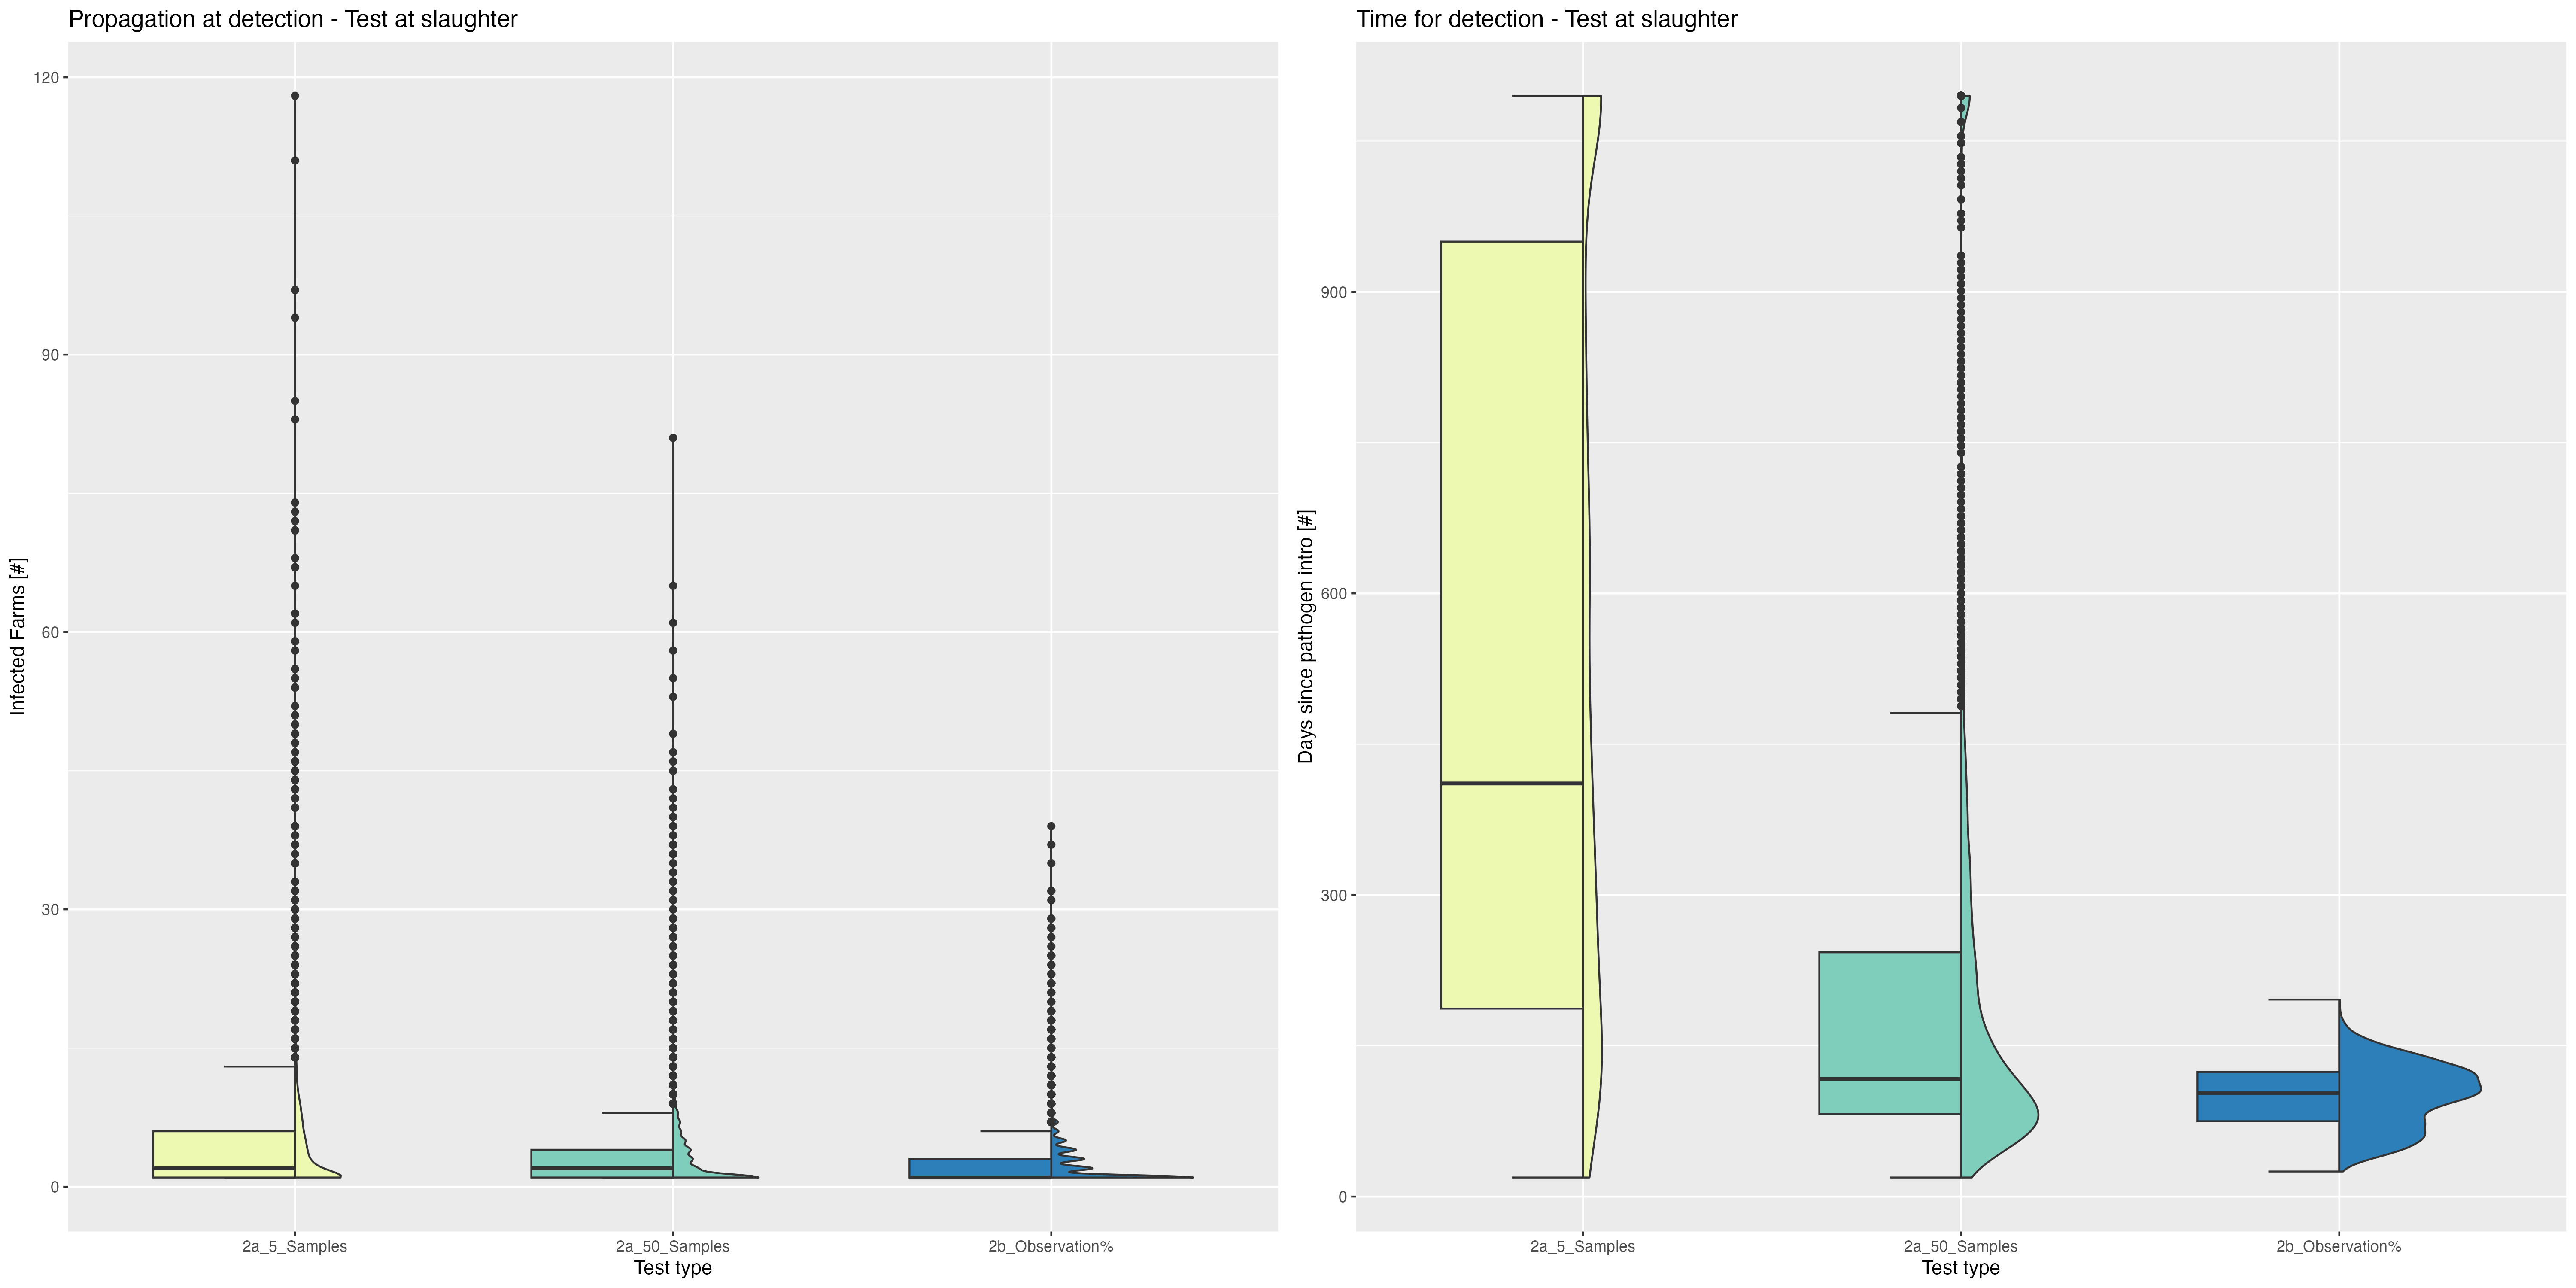 Propagation at detection - Test at slaughter
Infected Farms [#]
120
90
60
30
0
2a_5_Samples
2a_50_Samples
2b_Observation%
Test type
Time for detection - Test at slaughter
Days since pathogen intro [#]
900
600
300
0
2a_5_Samples
2a_50_Samples
2b_Observation%
Test type